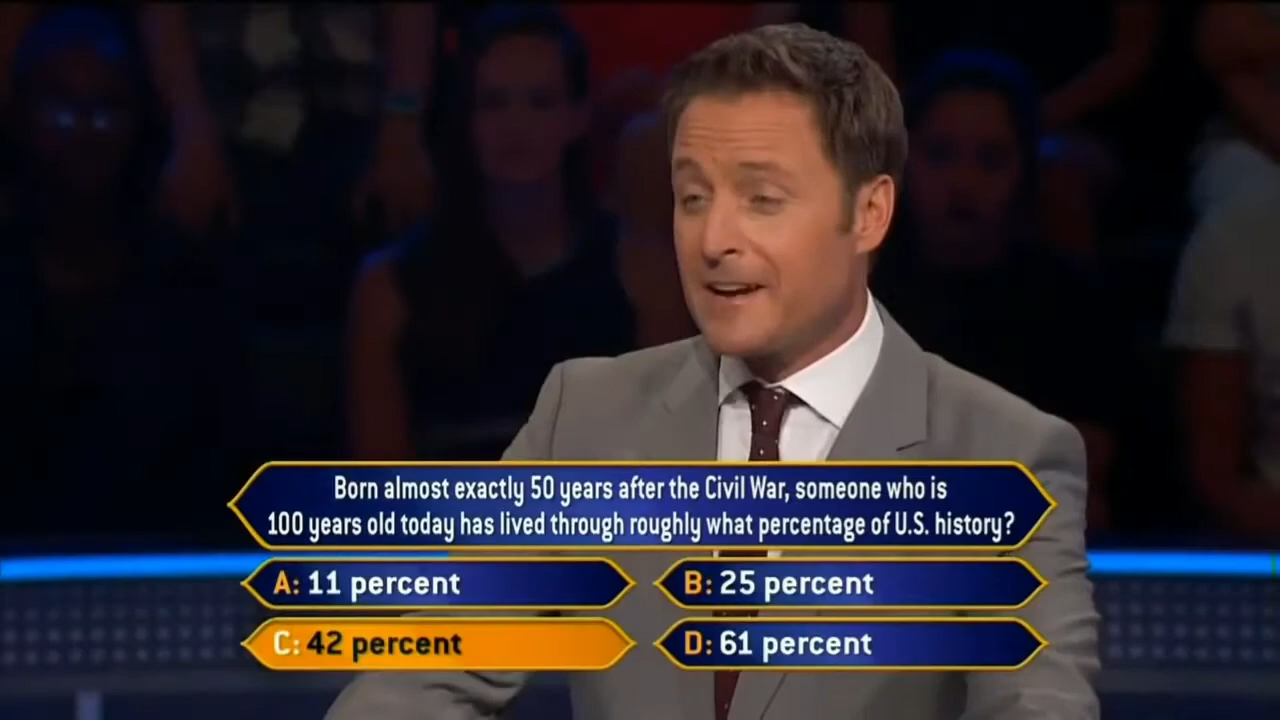 Born almost exactly 50 years after the Civil War, someone who is
100 years old today has lived through roughly what percentage of U.S. history?
A: 11 percent
B: 25 percent
C: 42 percent
D: 61 percent